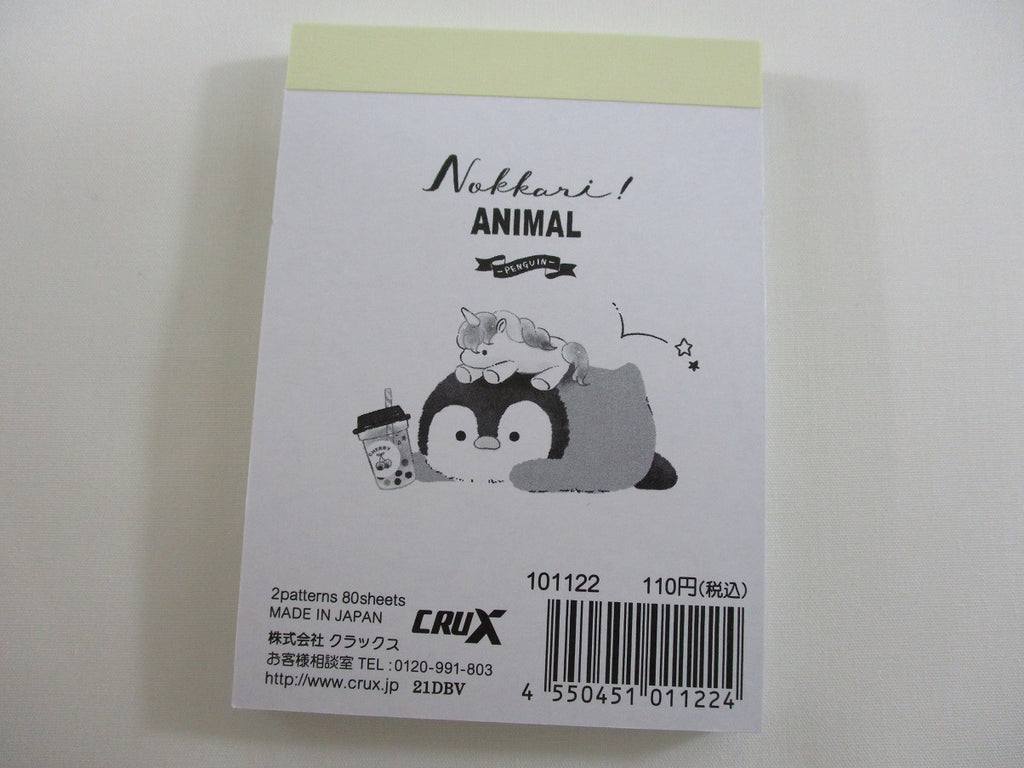 Nokkari!
ANIMAL
-PENGUIN-
CHERRY
101122 110円(税込)
2patterns 80sheets
MADE IN JAPAN
CRUX
株式会社 クラックス
お客様相談室 TEL:0120-991-803
http://www.crux.jp 21DBV
4 550451 011224